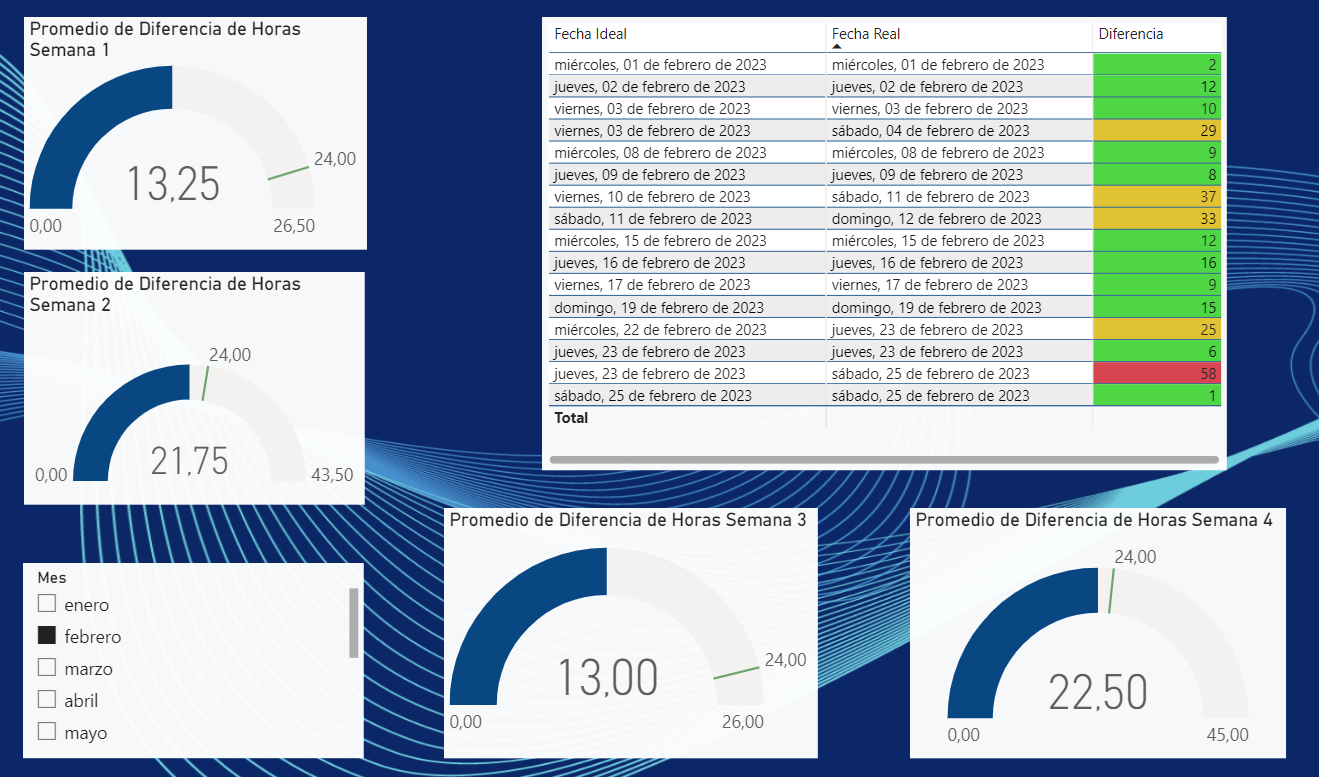 Promedio de Diferencia de Horas
Semana 1
13,25
24,00
0,00
26,50
Promedio de Diferencia de Horas
Semana 2
24,00
21,75
0,00
43,50
Mes
enero
febrero
marzo
abril
mayo
Fecha Ideal Fecha Real Diferencia
miércoles, 01 de febrero de 2023 miércoles, 01 de febrero de 2023 2
jueves, 02 de febrero de 2023 jueves, 02 de febrero de 2023 12
viernes, 03 de febrero de 2023 viernes, 03 de febrero de 2023 10
viernes, 03 de febrero de 2023 sábado, 04 de febrero de 2023 29
miércoles, 08 de febrero de 2023 miércoles, 08 de febrero de 2023 9
jueves, 09 de febrero de 2023 jueves, 09 de febrero de 2023 8
viernes, 10 de febrero de 2023 sábado, 11 de febrero de 2023 37
sábado, 11 de febrero de 2023 domingo, 12 de febrero de 2023 33
miércoles, 15 de febrero de 2023 miércoles, 15 de febrero de 2023 12
jueves, 16 de febrero de 2023 jueves, 16 de febrero de 2023 16
viernes, 17 de febrero de 2023 viernes, 17 de febrero de 2023 9
domingo, 19 de febrero de 2023 domingo, 19 de febrero de 2023 15
miércoles, 22 de febrero de 2023 jueves, 23 de febrero de 2023 25
jueves, 23 de febrero de 2023 jueves, 23 de febrero de 2023 6
jueves, 23 de febrero de 2023 sábado, 25 de febrero de 2023 58
sábado, 25 de febrero de 2023 sábado, 25 de febrero de 2023 1
Total
Promedio de Diferencia de Horas Semana 3
24,00
13,00
0,00
26,00
Promedio de Diferencia de Horas Semana 4
24,00
22,50
0,00
45,00